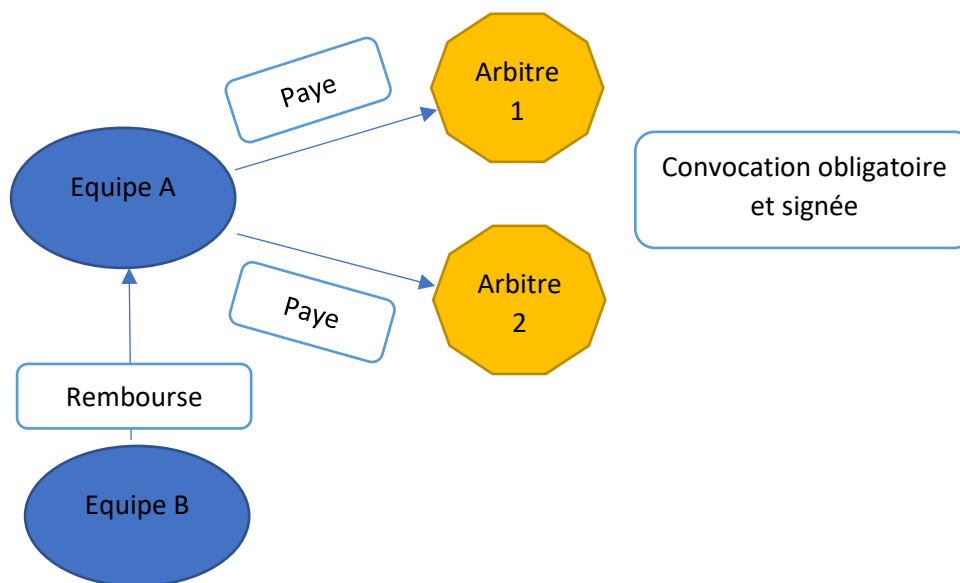 Paye
Arbitre
1
Convocation obligatoire
et signée
Equipe A
Paye
Arbitre
2
Rembourse
Equipe B